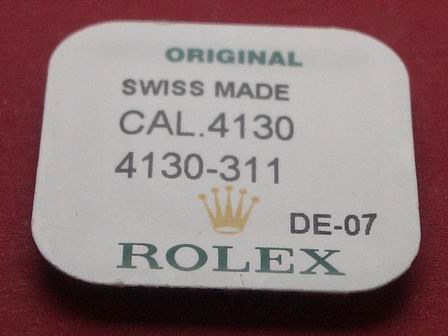 ORIGINAL
SWISS MADE
CAL.4130
4130-311
DE-07
ROLEX